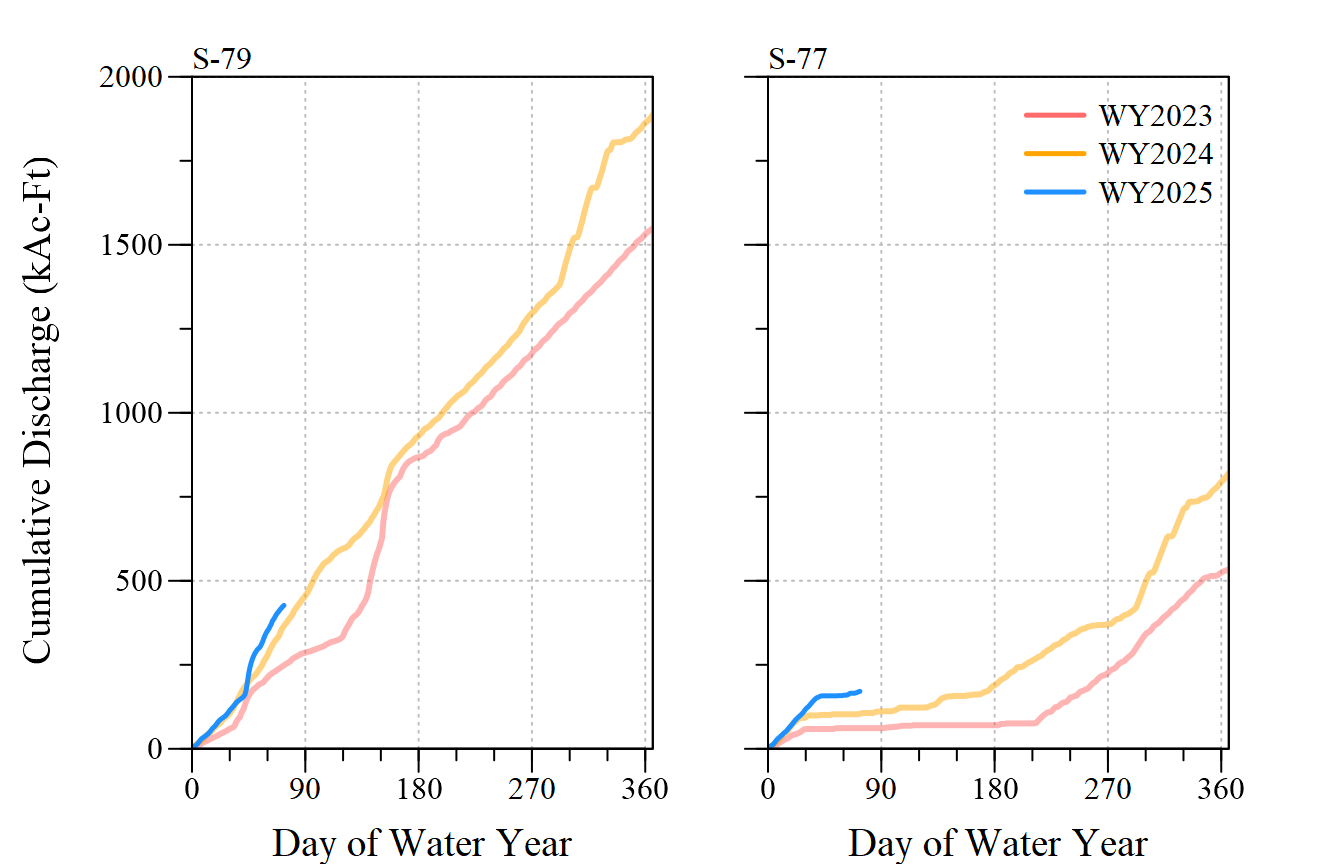 S-79
S-77
2000
1500
1000
500
0
Cumulative Discharge (kAc-Ft)
WY2023
WY2024
WY2025
0 90 180 270 360
0 90 180 270 360
Day of Water Year
Day of Water Year